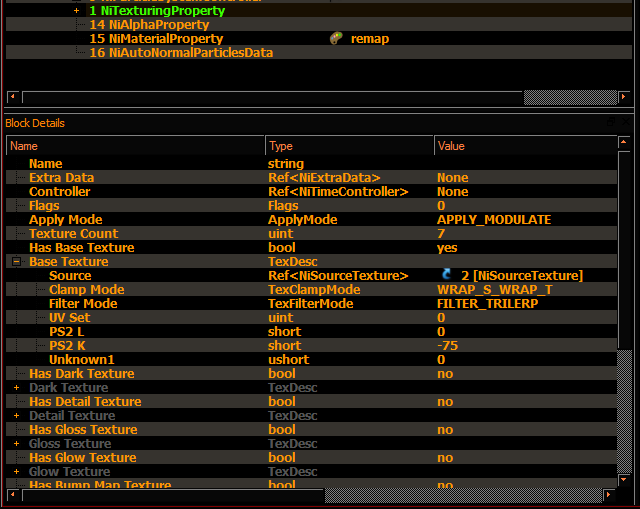 1 NiTexturingProperty
14 NiAlphaProperty
15 NiMaterialProperty remap
16 NiAutoNormalParticlesData
Block Details
Name Type Value
Name string
Extra Data Ref<NiExtraData> None
Controller Ref<NiTimeController> None
Flags Flags 0
Apply Mode ApplyMode APPLY_MODULATE
Texture Count uint 7
Has Base Texture bool yes
Base Texture TexDesc
Source Ref<NiSourceTexture> 2 [NiSourceTexture]
Clamp Mode TexClampMode WRAP_S_WRAP_T
Filter Mode TexFilterMode FILTER_TRILERP
UV Set uint 0
PS2 L short 0
PS2 K short -75
Unknown1 ushort 0
Has Dark Texture bool no
Dark Texture TexDesc
Has Detail Texture bool no
Detail Texture TexDesc
Has Gloss Texture bool no
Gloss Texture TexDesc
Has Glow Texture bool no
Glow Texture TexDesc
Has Bump Map Texture bool no